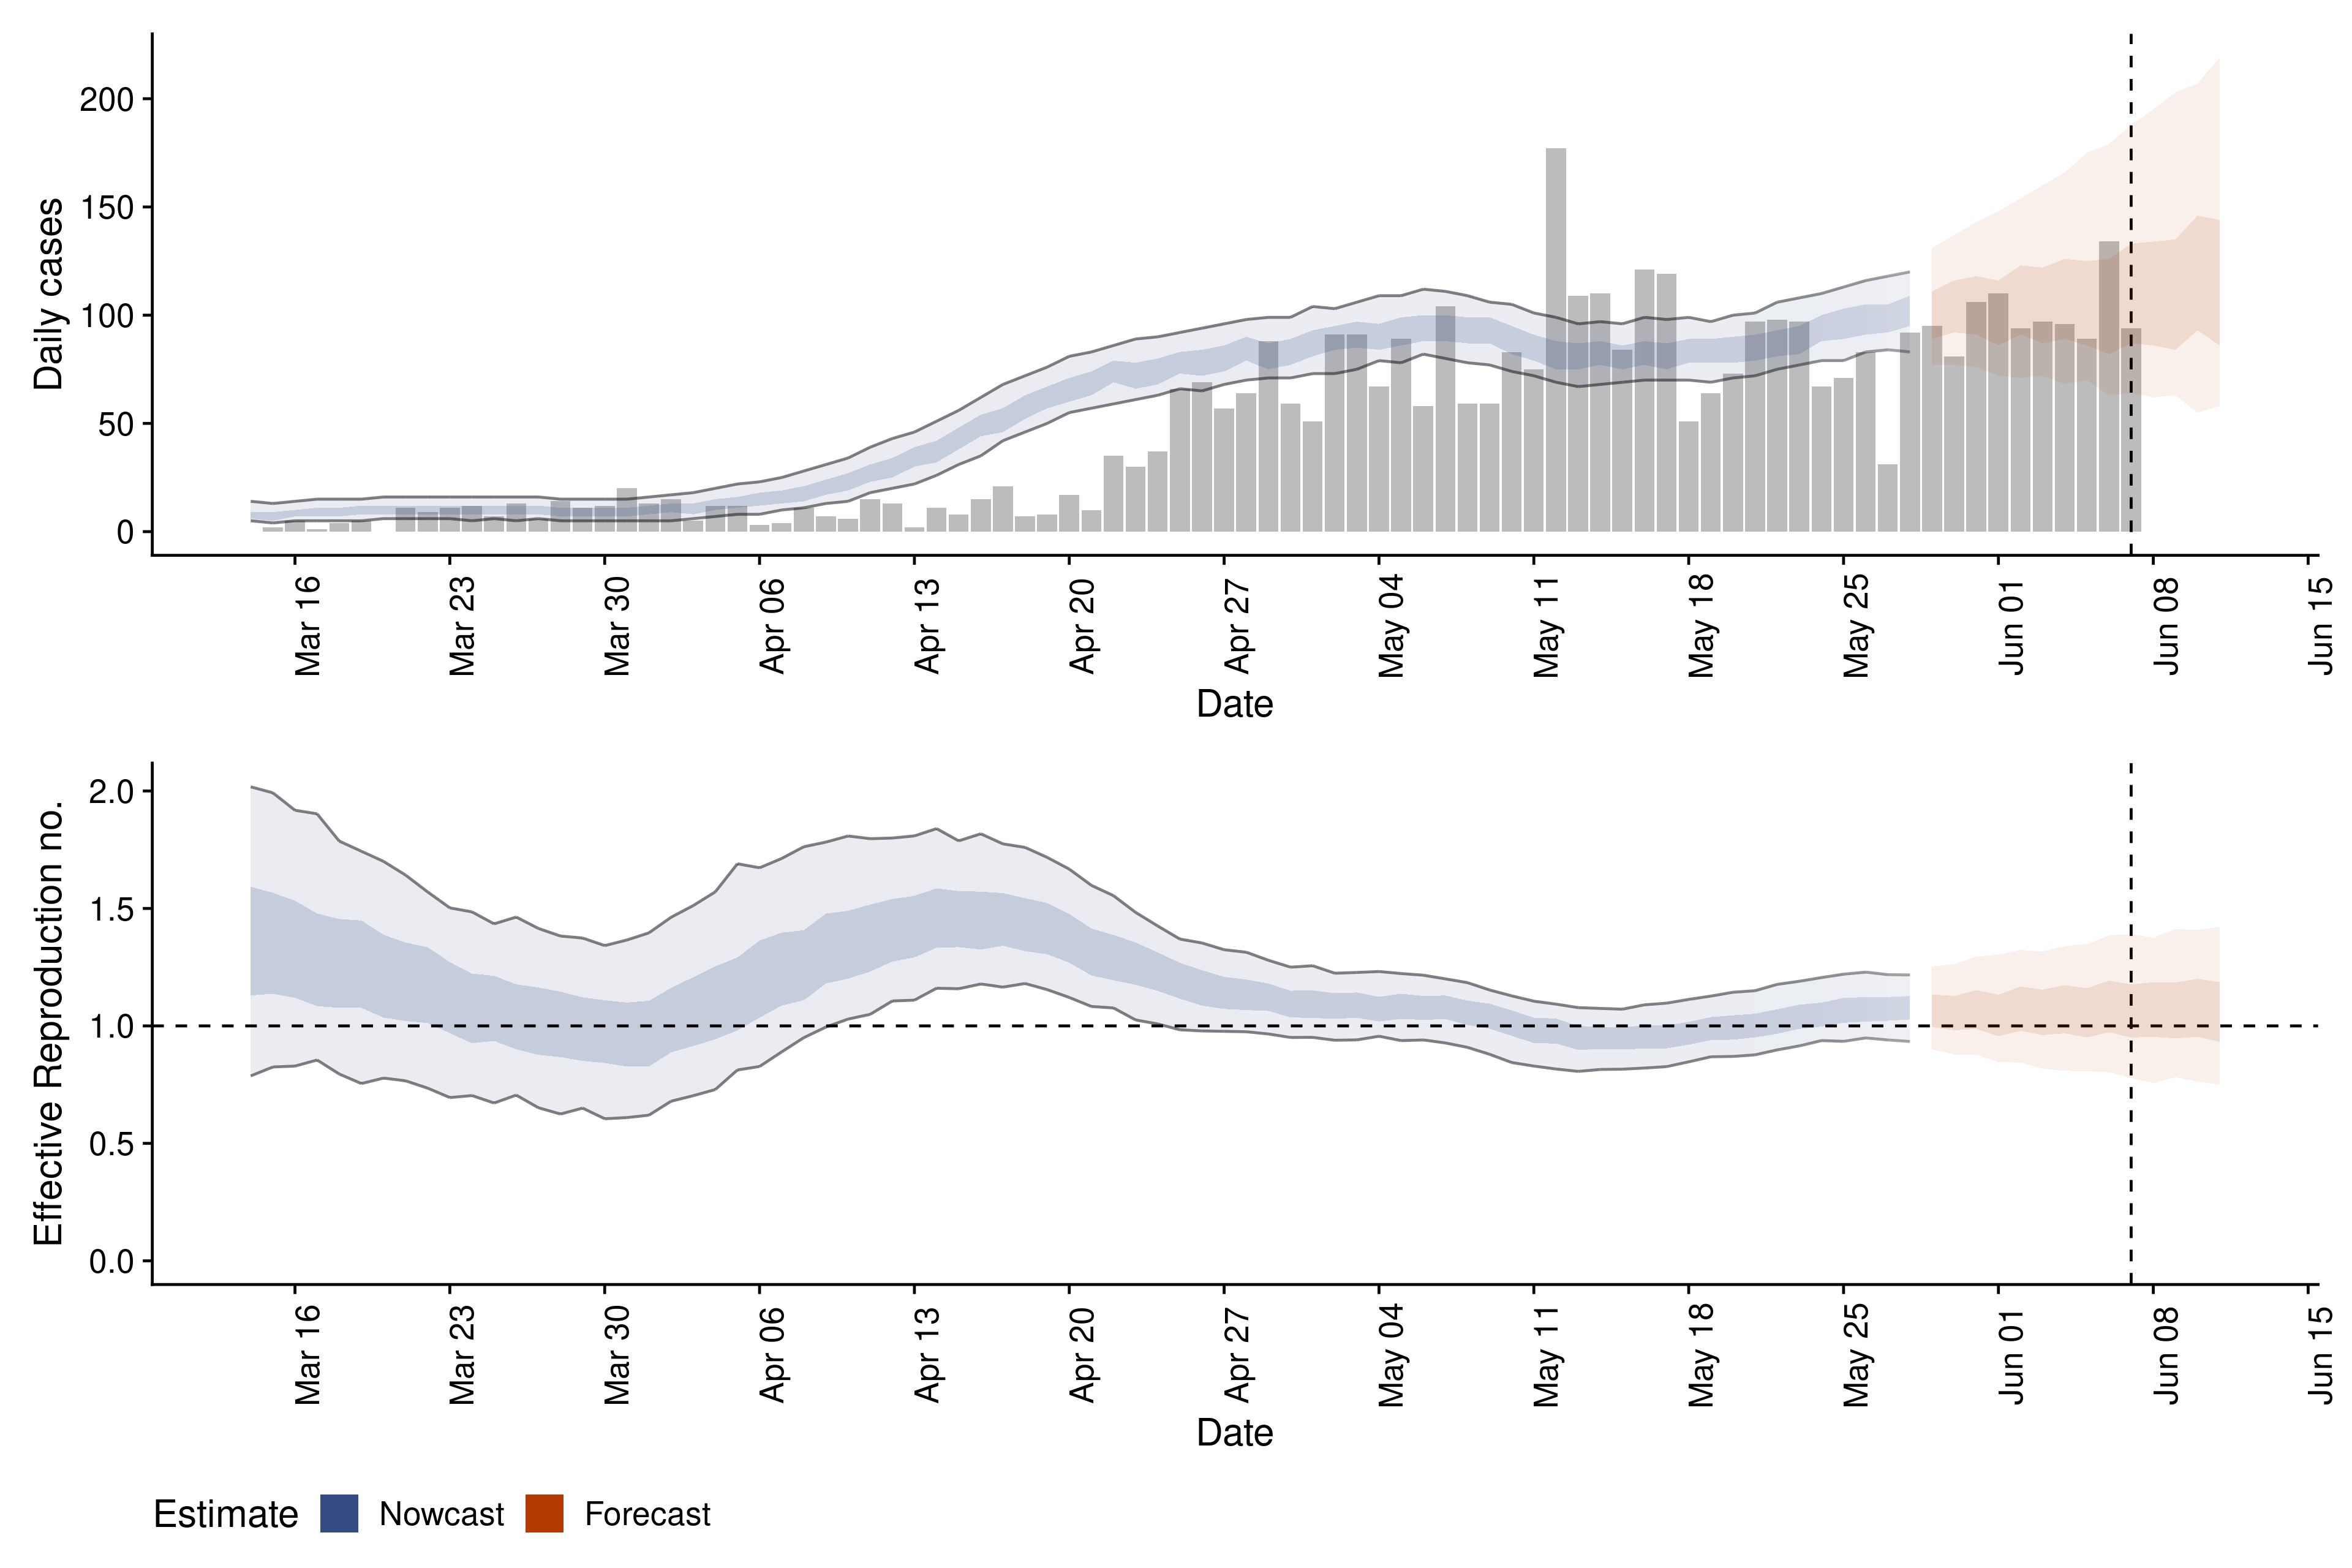 Daily cases
200
150
100
50
0
Mar 16
Mar 23
Mar 30
Apr 06
Apr 13
Apr 20
Apr 27
May 04
May 11
May 18
May 25
Jun 01
Jun 08
Jun 15
Date
Effective Reproduction no.
2.0
1.5
1.0
0.5
0.0
Mar 16
Mar 23
Mar 30
Apr 06
Apr 13
Apr 20
Apr 27
May 04
May 11
May 18
May 25
Jun 01
Jun 08
Jun 15
Date
Estimate Nowcast Forecast